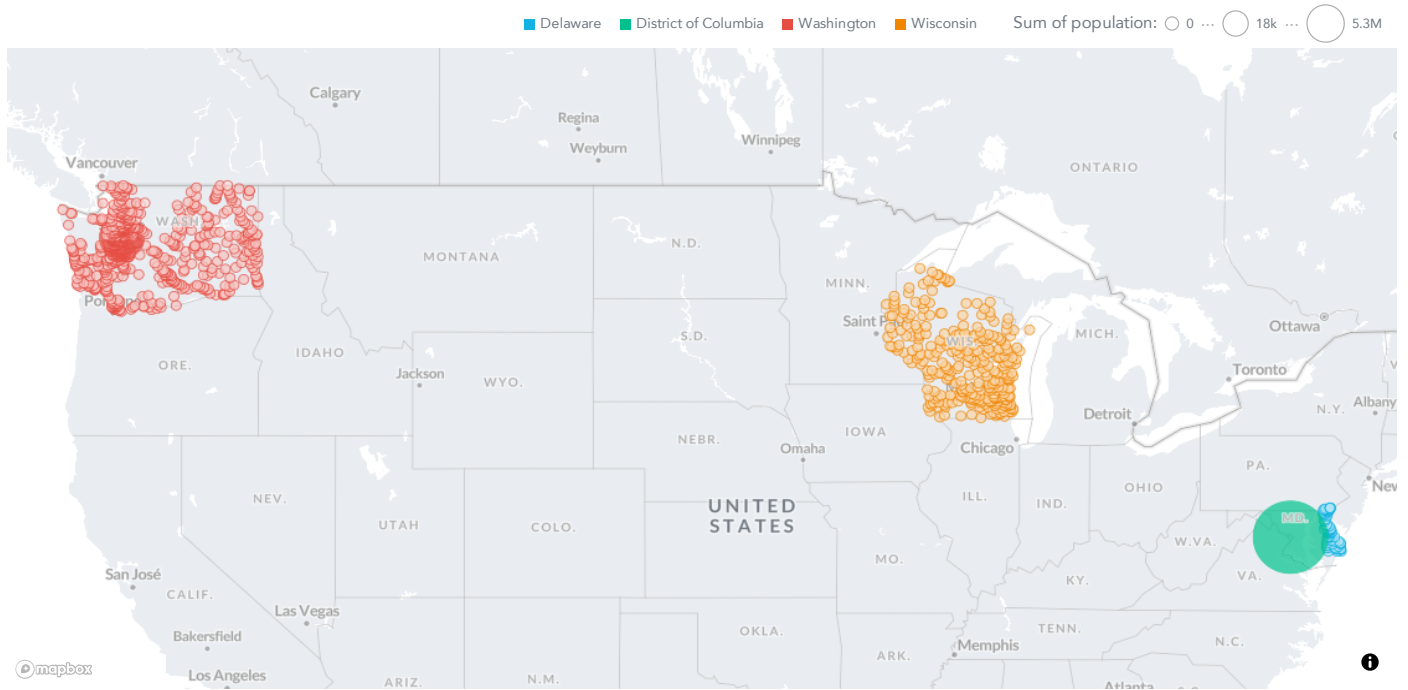 Delaware
District of Columbia
Washington
Wisconsin
Sum of population: 0 ··· 18k ··· 5.3M
Calgary
Regina
Weyburn
Winnipeg
Vancouver
ONTARIO
WASH.
MONTANA
N.D.
MINN.
Saint
Ottawa
MICH.
Toronto
S.D.
WIS.
ORE.
IDAHO
Jackson
WYO.
N.Y.
Albany
Detroit
NEBR.
Omaha
IOWA
Chicago
PA.
New
NEV.
UTAH
COLO.
UNITED
STATES
ILL.
IND.
OHIO
MD.
W.VA.
VA.
San José
CALIF.
MO.
KY.
Las Vegas
Bakersfield
OKLA.
TENN.
N.C.
Memphis
ARK.
Los Angeles
ARIZ.
N.M.
Atlanta
mapbox